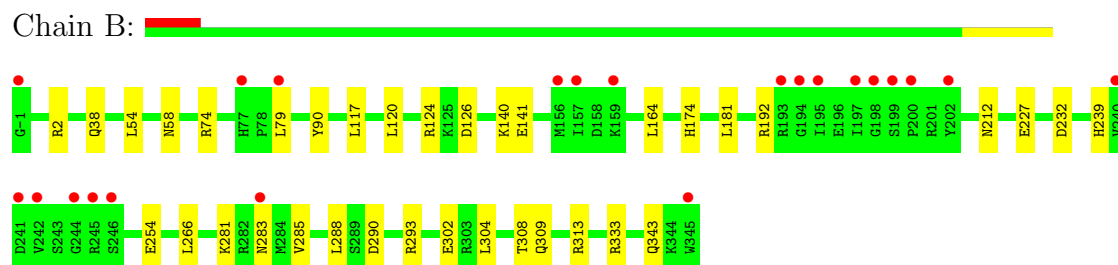 Chain B:
G-1 R2 Q38 L54 N58 R74 H77 P78 L79 Y90 L117 L120 R124 K125 D126 K140 E141 M156 I157 D158 K159 L164 H174 L181 R192 R193 G194 I195 E196 I197 G198 S199 P200 R201 Y202 N212 E227 D232 H239 V240
D241 V242 S243 G244 R245 S246 E254 L266 K281 R282 N283 M284 V285 L288 S289 D290 R293 E302 R303 L304 T308 Q309 R313 R333 Q343 K344 W345